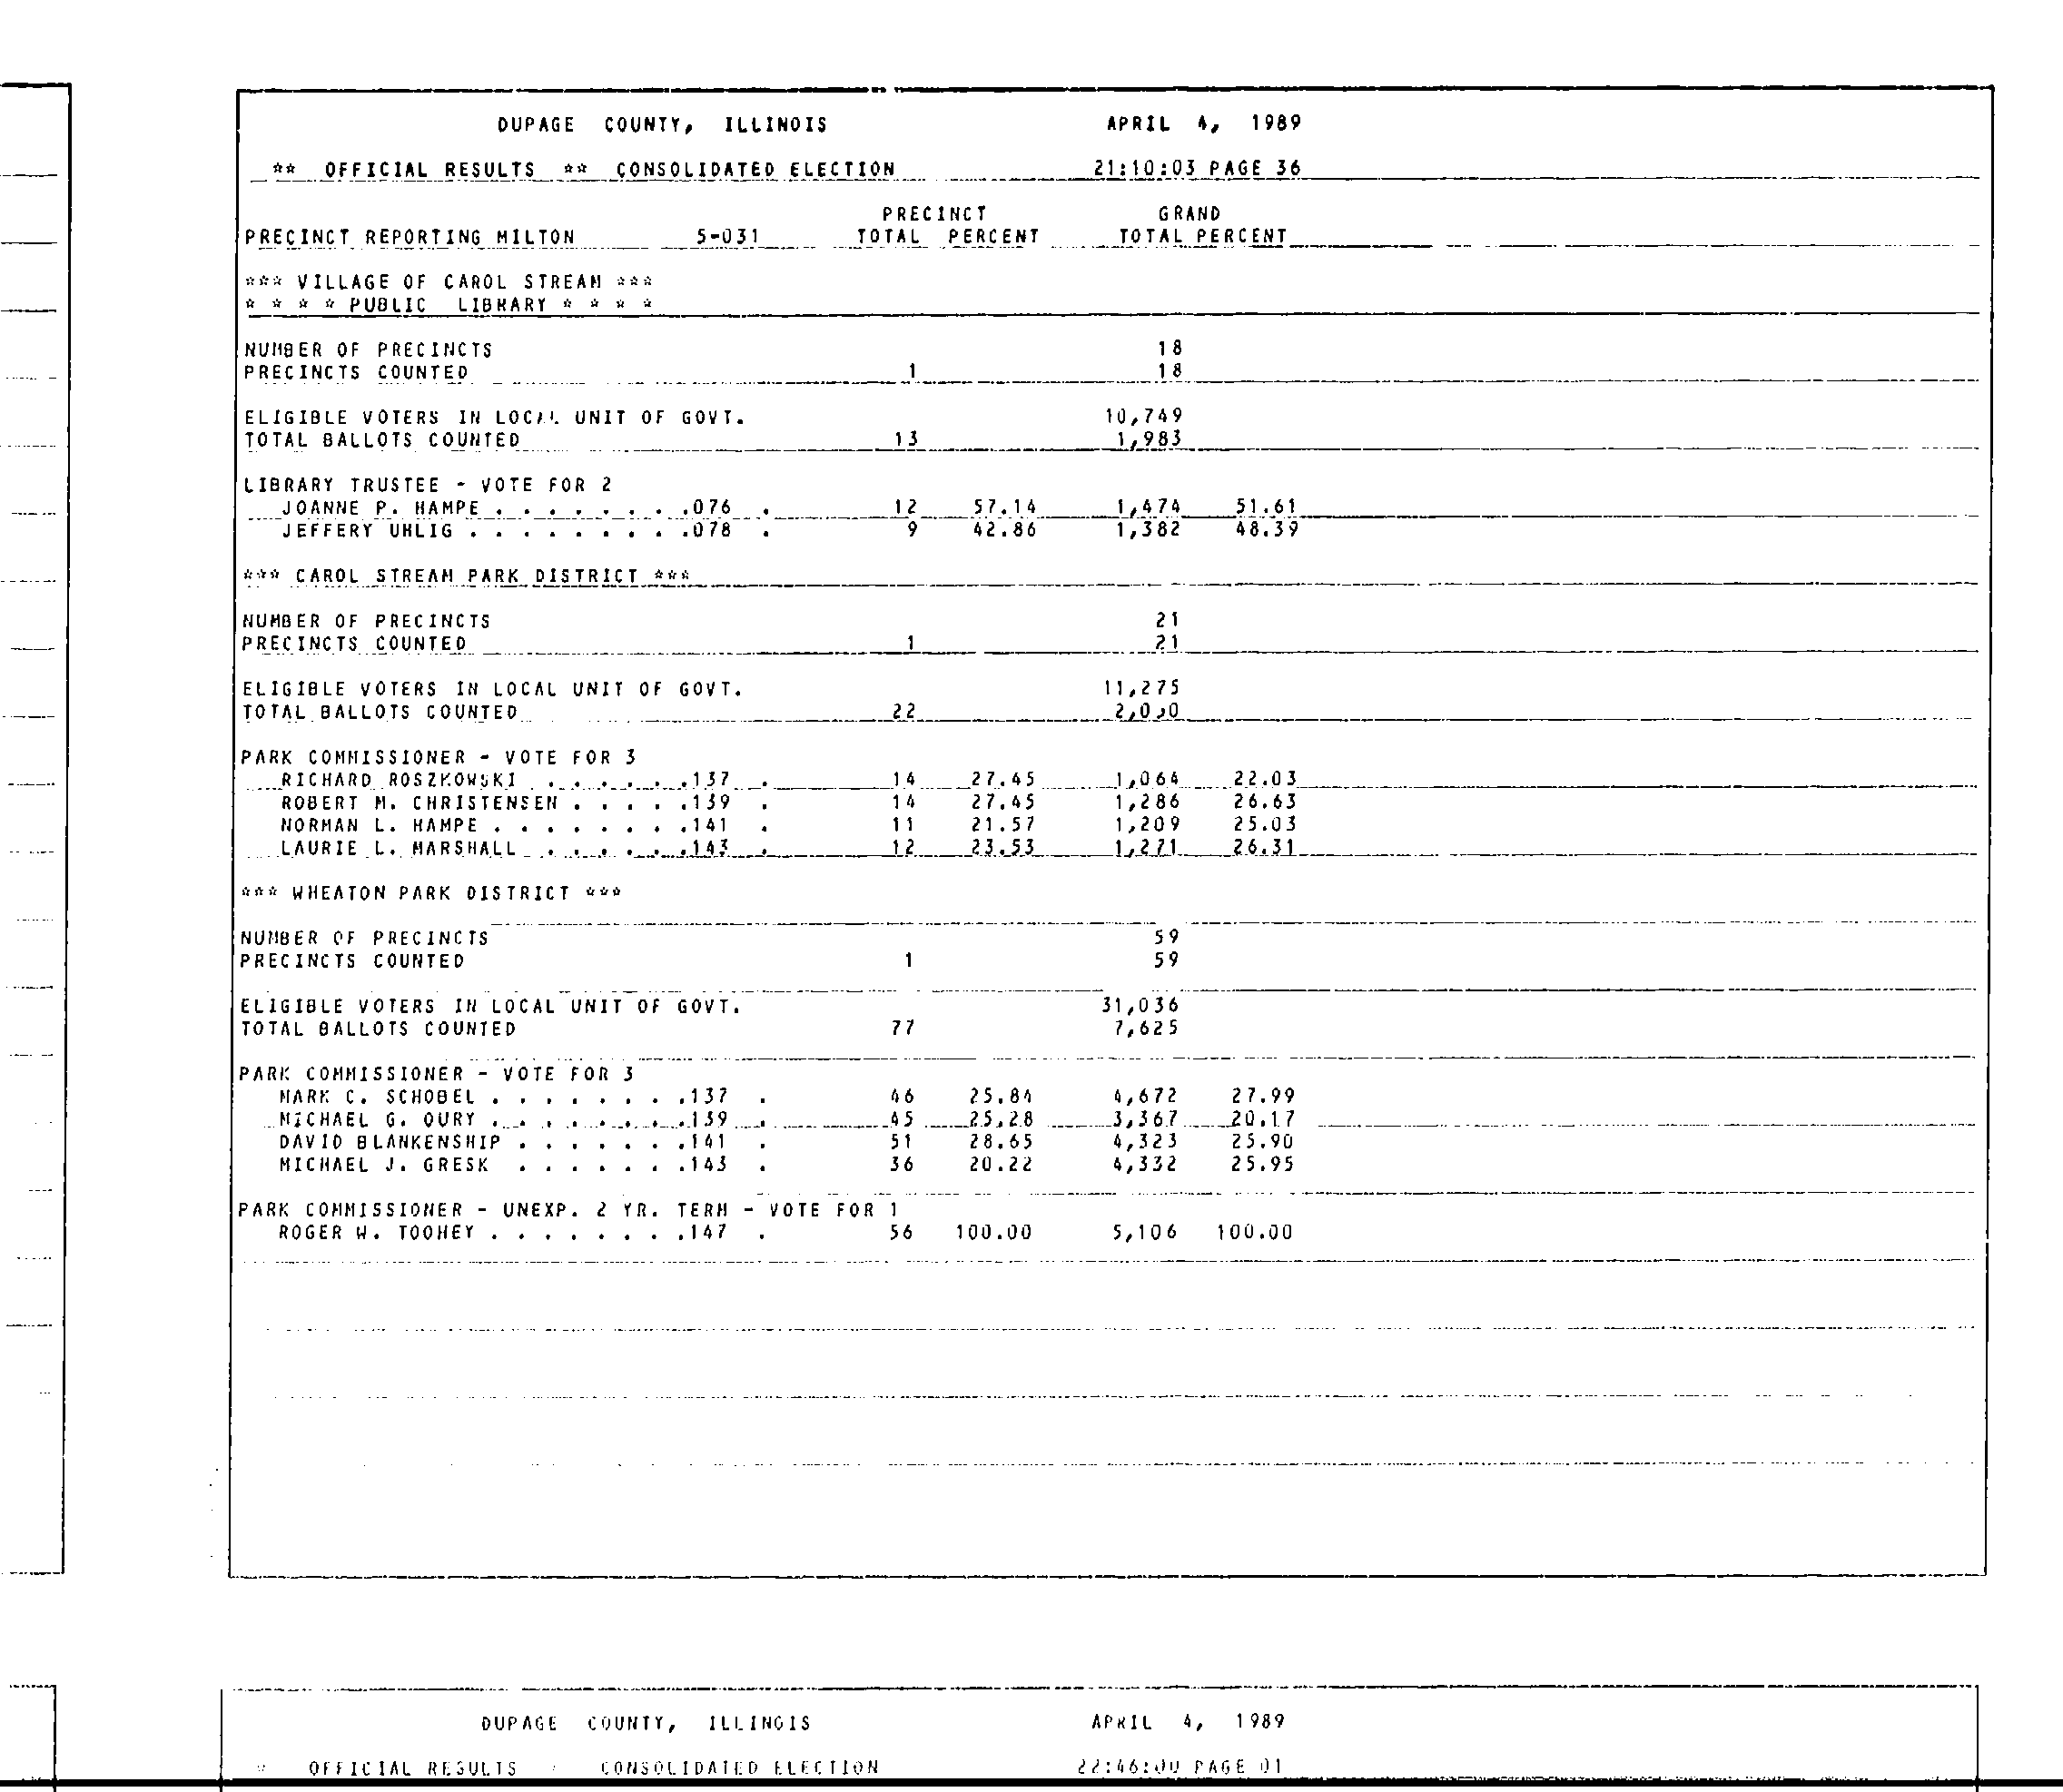 DUPAGE COUNTY, ILLINOIS APRIL 4, 1989
** OFFICIAL RESULTS ** CONSOLIDATED ELECTION 21:10:03 PAGE 36
PRECINCT GRAND
PRECINCT REPORTING MILTON 5-031 TOTAL PERCENT TOTAL PERCENT
*** VILLAGE OF CAROL STREAM ***
* * * * PUBLIC LIBRARY * * * *
NUMBER OF PRECINCTS 18
PRECINCTS COUNTED 1 18
ELIGIBLE VOTERS IN LOCAL UNIT OF GOVT. 10,749
TOTAL BALLOTS COUNTED 13 1,983
LIBRARY TRUSTEE - VOTE FOR 2
JOANNE P. HAMPE . . . . . . . .076 . 12 57.14 1,474 51.61
JEFFERY UHLIG . . . . . . . . .078 . 9 42.86 1,382 48.39
*** CAROL STREAM PARK DISTRICT ***
NUMBER OF PRECINCTS 21
PRECINCTS COUNTED 1 21
ELIGIBLE VOTERS IN LOCAL UNIT OF GOVT. 11,275
TOTAL BALLOTS COUNTED 22
PARK COMMISSIONER - VOTE FOR 3
RICHARD ROSZKOWSKI . . . . . .137 . 14 27.45 1,064 22.03
ROBERT M. CHRISTENSEN . . . . .139 . 14 27.45 1,286 26.63
NORMAN L. HAMPE . . . . . . . .141 . 11 21.57 1,209 25.03
LAURIE L. MARSHALL . . . . . .143 . 12 23.53 1,271 26.31
*** WHEATON PARK DISTRICT ***
NUMBER OF PRECINCTS 59
PRECINCTS COUNTED 1 59
ELIGIBLE VOTERS IN LOCAL UNIT OF GOVT. 31,036
TOTAL BALLOTS COUNTED 77 7,625
PARK COMMISSIONER - VOTE FOR 3
MARK C. SCHOBEL . . . . . . . .137 . 46 25.84 4,672 27.99
MICHAEL G. OURY . . . . . . . .139 . 45 25.28 3,367 20.17
DAVID BLANKENSHIP . . . . . . .141 . 51 28.65 4,323 25.90
MICHAEL J. GRESK . . . . . . .143 . 36 20.22 4,332 25.95
PARK COMMISSIONER - UNEXP. 2 YR. TERM - VOTE FOR 1
ROGER W. TOOHEY . . . . . . . .147 . 56 100.00 5,106 100.00
DUPAGE COUNTY, ILLINOIS APRIL 4, 1989
OFFICIAL RESULTS CONSOLIDATED ELECTION 22:46:00 PAGE 01